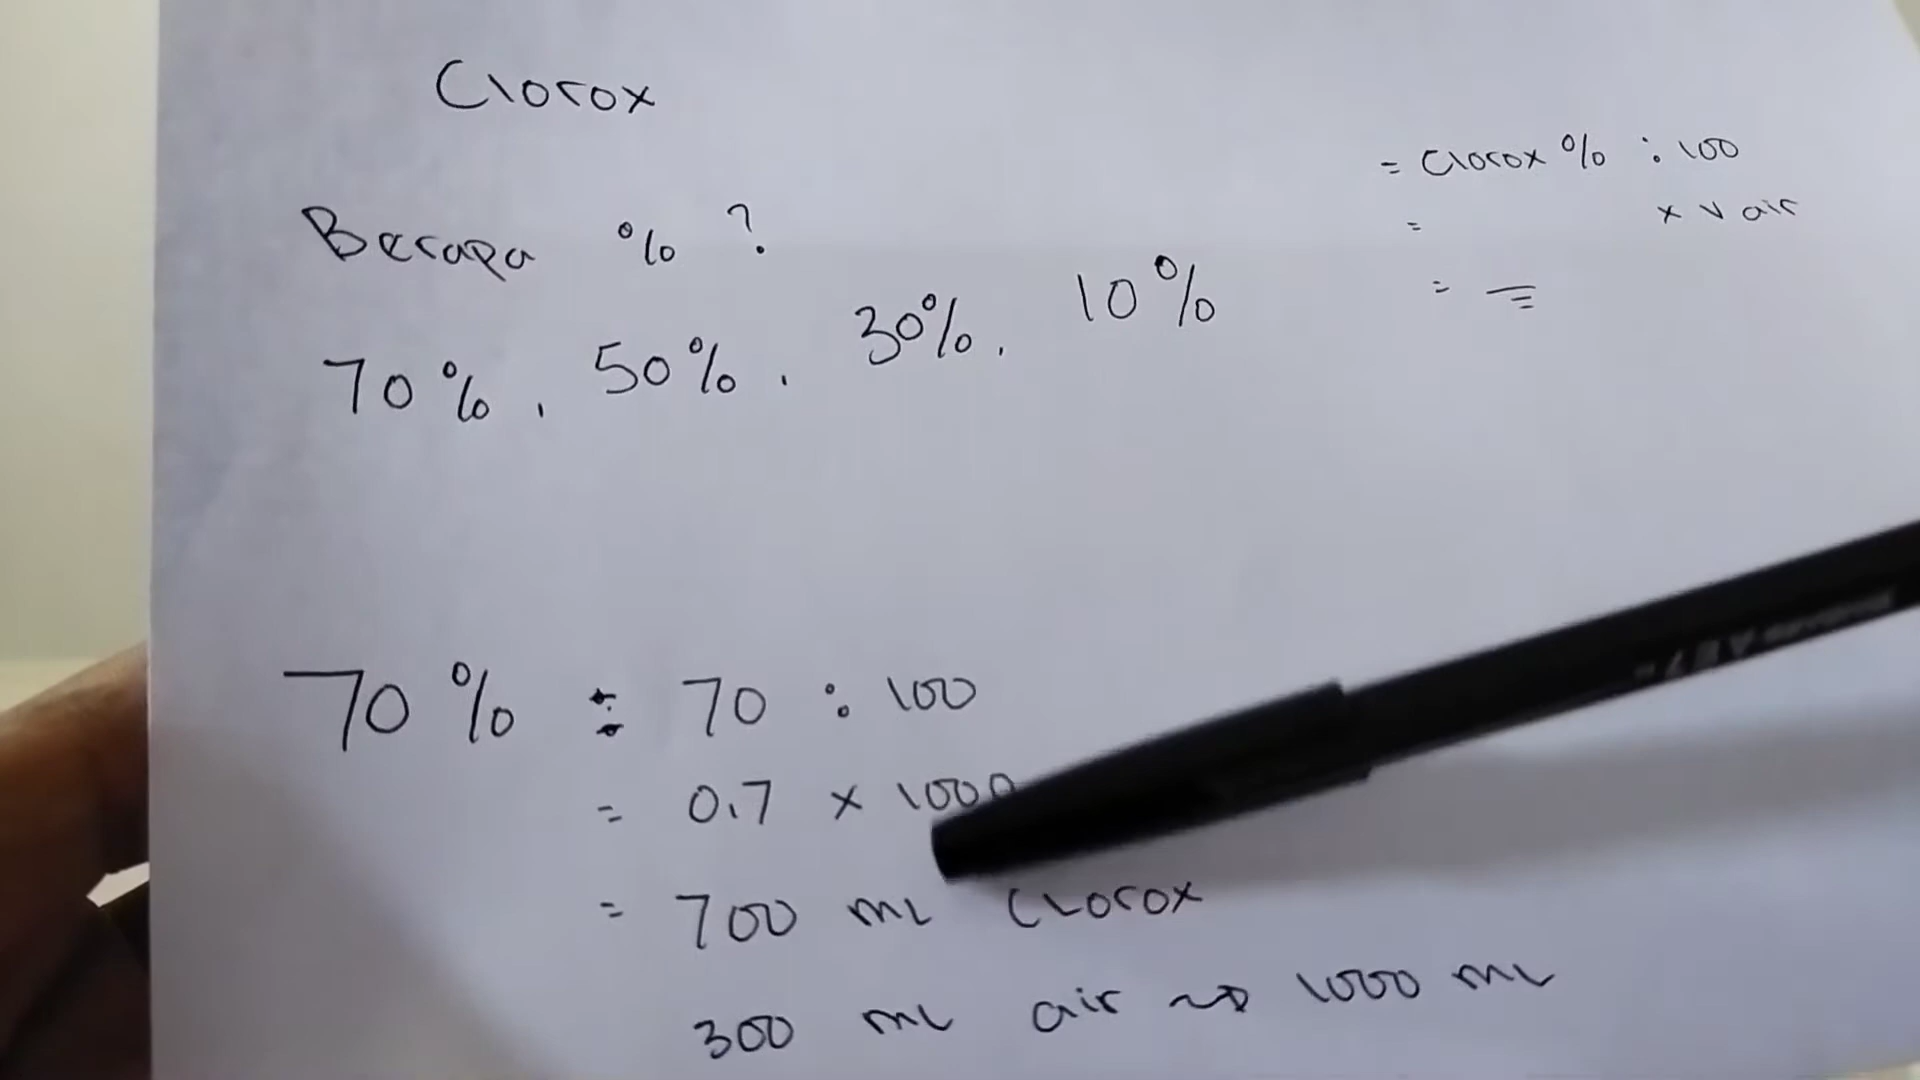 Clorox
Berapa % ?
70%, 50%, 30%, 10%
= Clorox % : 100
= x V air
=
70% : 70 : 100
= 0.7 x 1000
= 700 mL Clorox
300 mL air → 1000 mL